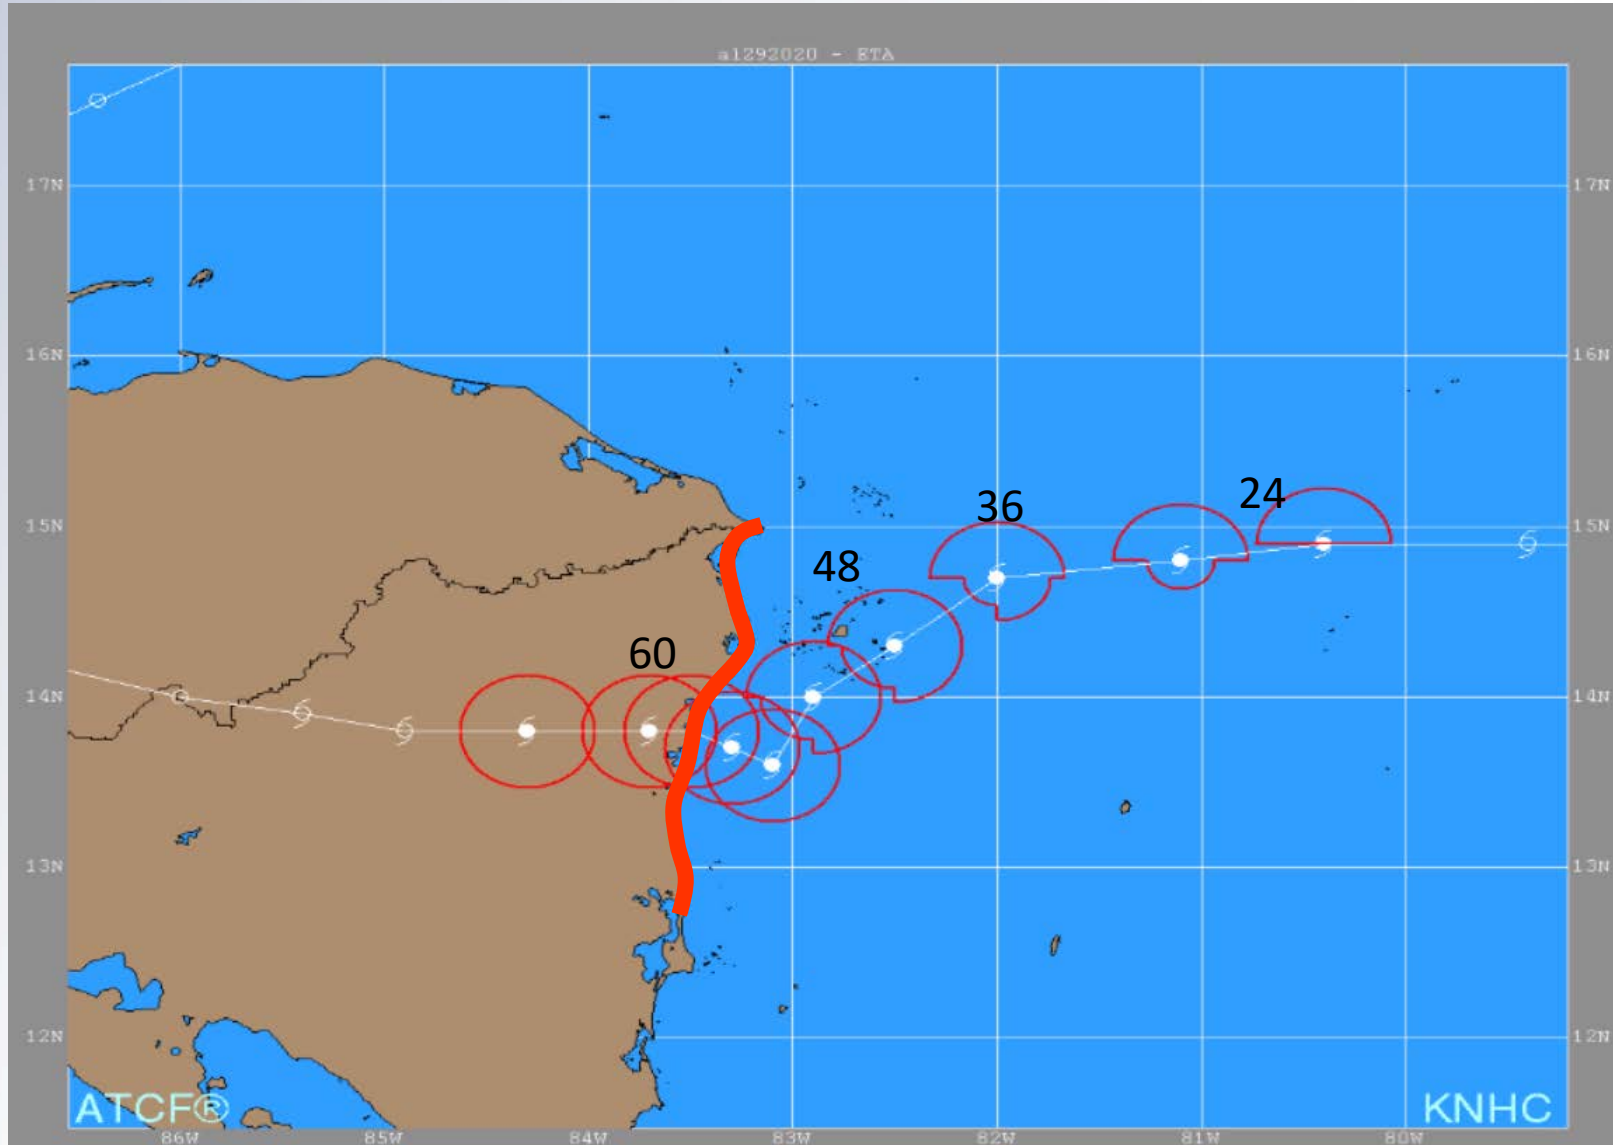 a1292020 - ETA
17N 17N
16N 16N
24
36
15N 15N
48
60
14N 14N
13N 13N
12N 12N
ATCF® KNHC
86W 85W 84W 83W 82W 81W 80W